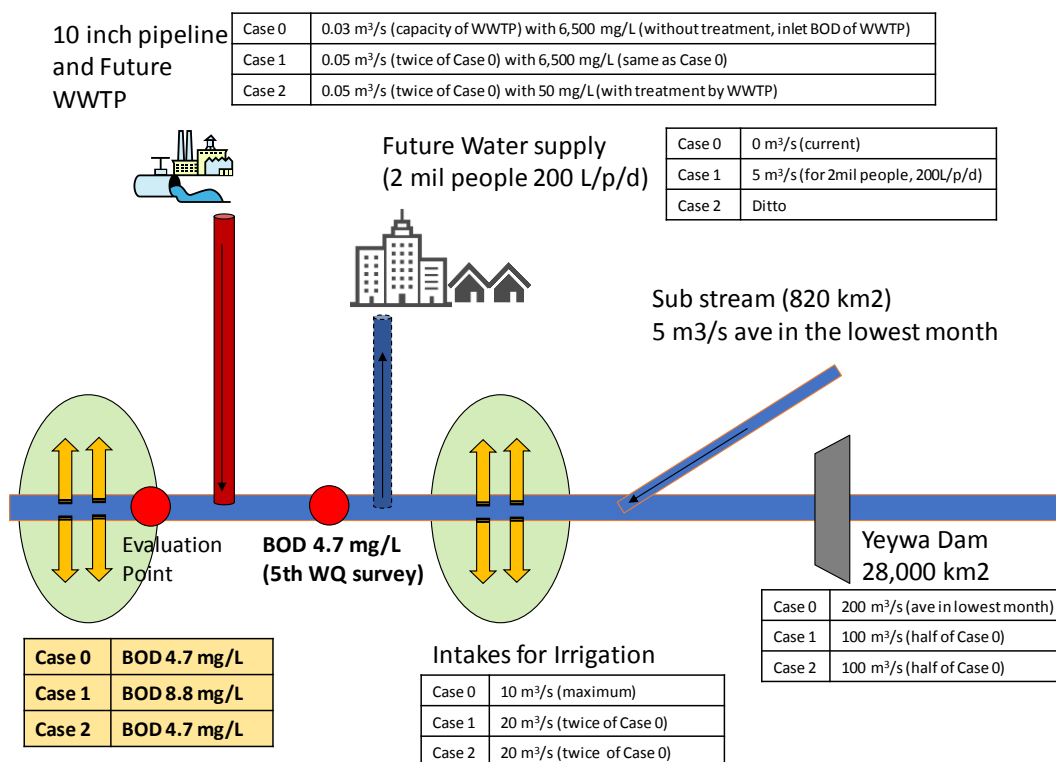 10 inch pipeline
and Future
WWTP
Case 0 0.03 m³/s (capacity of WWTP) with 6,500 mg/L (without treatment, inlet BOD of WWTP)
Case 1 0.05 m³/s (twice of Case 0) with 6,500 mg/L (same as Case 0)
Case 2 0.05 m³/s (twice of Case 0) with 50 mg/L (with treatment by WWTP)
Future Water supply
(2 mil people 200 L/p/d)
Case 0 0 m³/s (current)
Case 1 5 m³/s (for 2mil people, 200L/p/d)
Case 2 Ditto
Sub stream (820 km2)
5 m3/s ave in the lowest month
Evaluation
Point
BOD 4.7 mg/L
(5th WQ survey)
Yeywa Dam
28,000 km2
Case 0 200 m³/s (ave in lowest month)
Case 1 100 m³/s (half of Case 0)
Case 2 100 m³/s (half of Case 0)
Case 0 BOD 4.7 mg/L
Case 1 BOD 8.8 mg/L
Case 2 BOD 4.7 mg/L
Intakes for Irrigation
Case 0 10 m³/s (maximum)
Case 1 20 m³/s (twice of Case 0)
Case 2 20 m³/s (twice of Case 0)